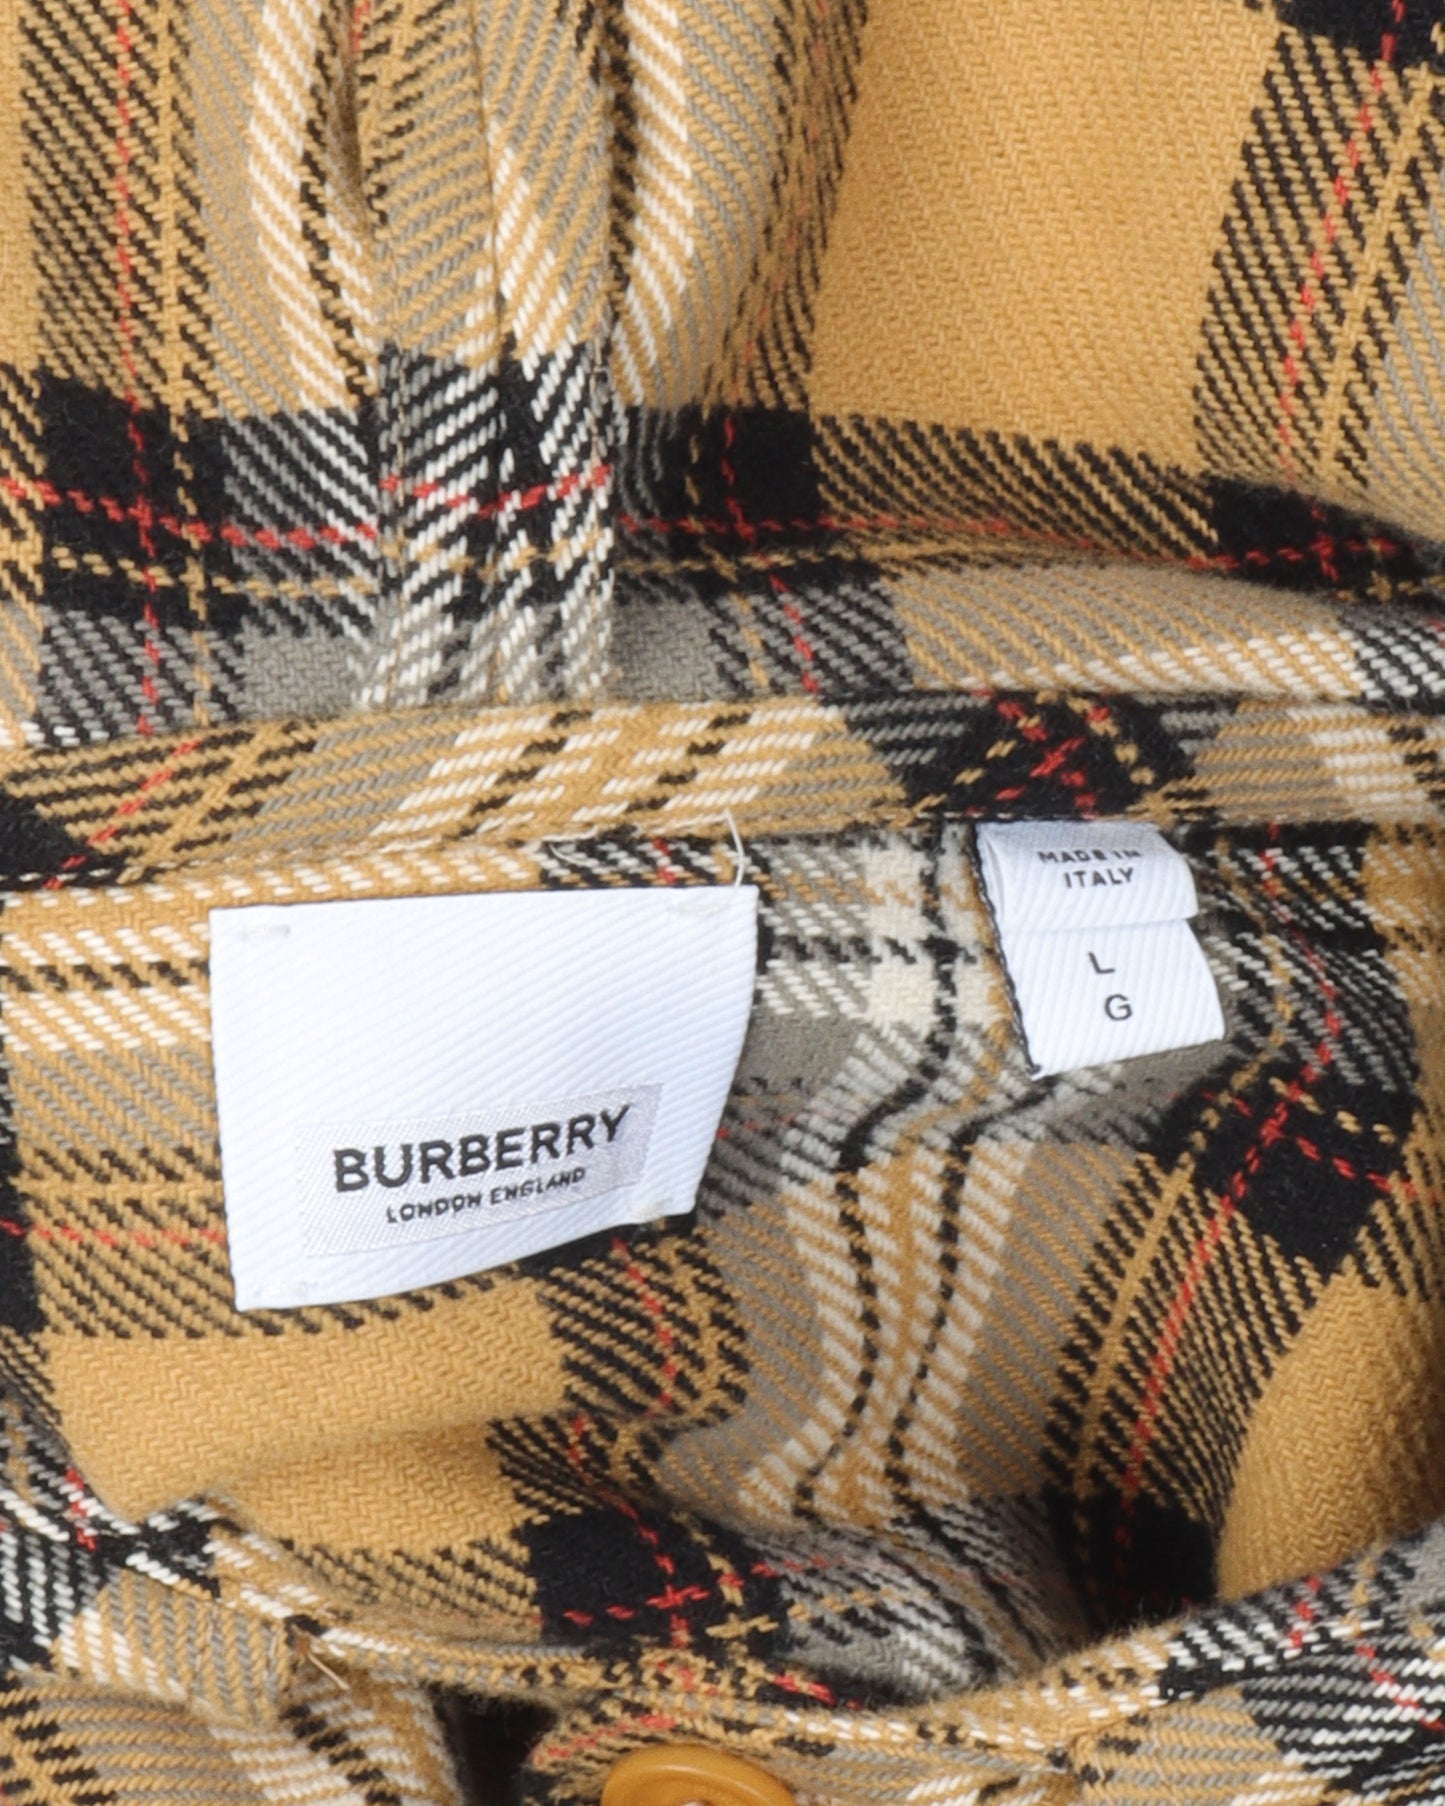 MADE IN
ITALY
L
G
BURBERRY
LONDON ENGLAND